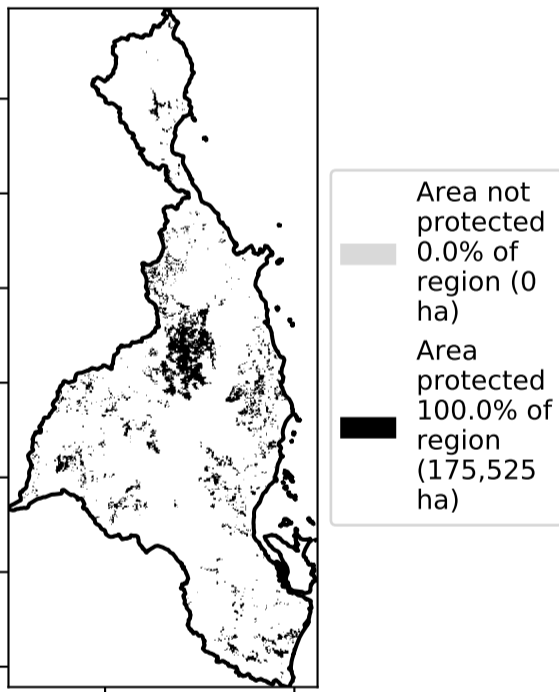 Area not
protected
0.0% of
region (0
ha)
Area
protected
100.0% of
region
(175,525
ha)